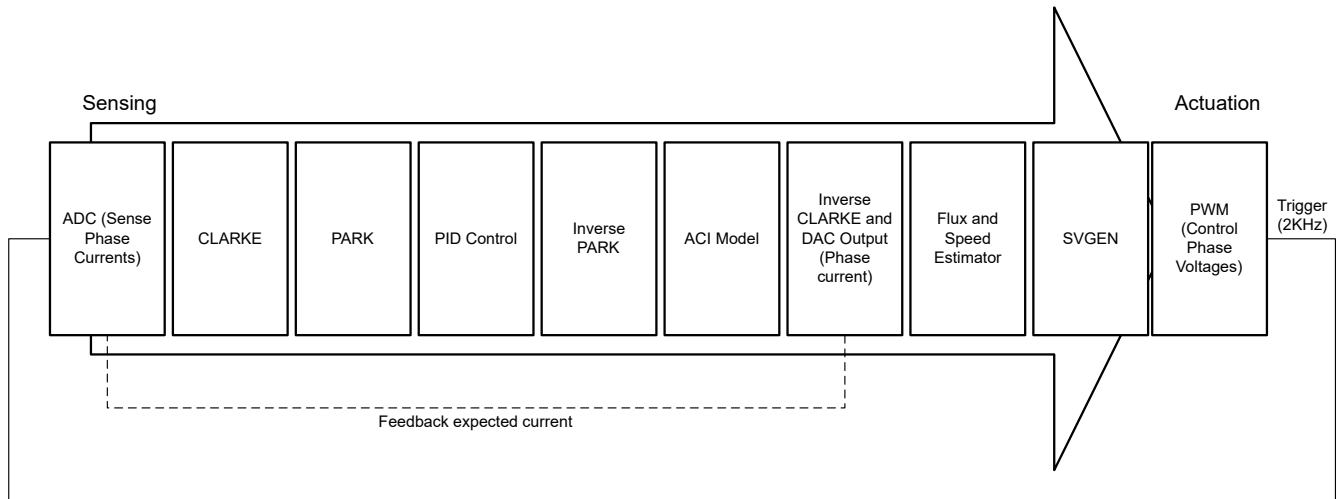 Sensing
Actuation
ADC (Sense
Phase
Currents)
CLARKE
PARK
PID Control
Inverse
PARK
ACI Model
Inverse
CLARKE and
DAC Output
(Phase
current)
Flux and
Speed
Estimator
SVGEN
PWM
(Control
Phase
Voltages)
Trigger
(2KHz)
Feedback expected current